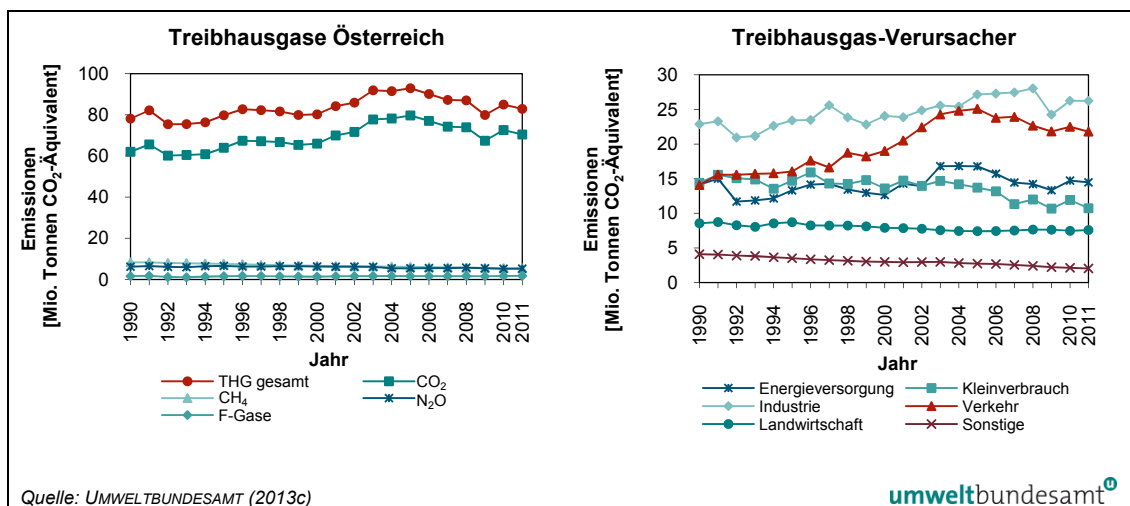 Treibhausgase Österreich
Emissionen
[Mio. Tonnen CO₂-Äquivalent]
100
80
60
40
20
0
1990
1992
1994
1996
1998
2000
2002
2004
2006
2008
2010
2011
Jahr
THG gesamt
CO₂
CH₄
N₂O
F-Gase
Treibhausgas-Verursacher
Emissionen
[Mio. Tonnen CO₂-Äquivalent]
30
25
20
15
10
5
0
1990
1992
1994
1996
1998
2000
2002
2004
2006
2008
2010
2011
Jahr
Energieversorgung
Kleinverbrauch
Industrie
Verkehr
Landwirtschaft
Sonstige
Quelle: UMWELTBUNDESAMT (2013c)
umweltbundesamt
u